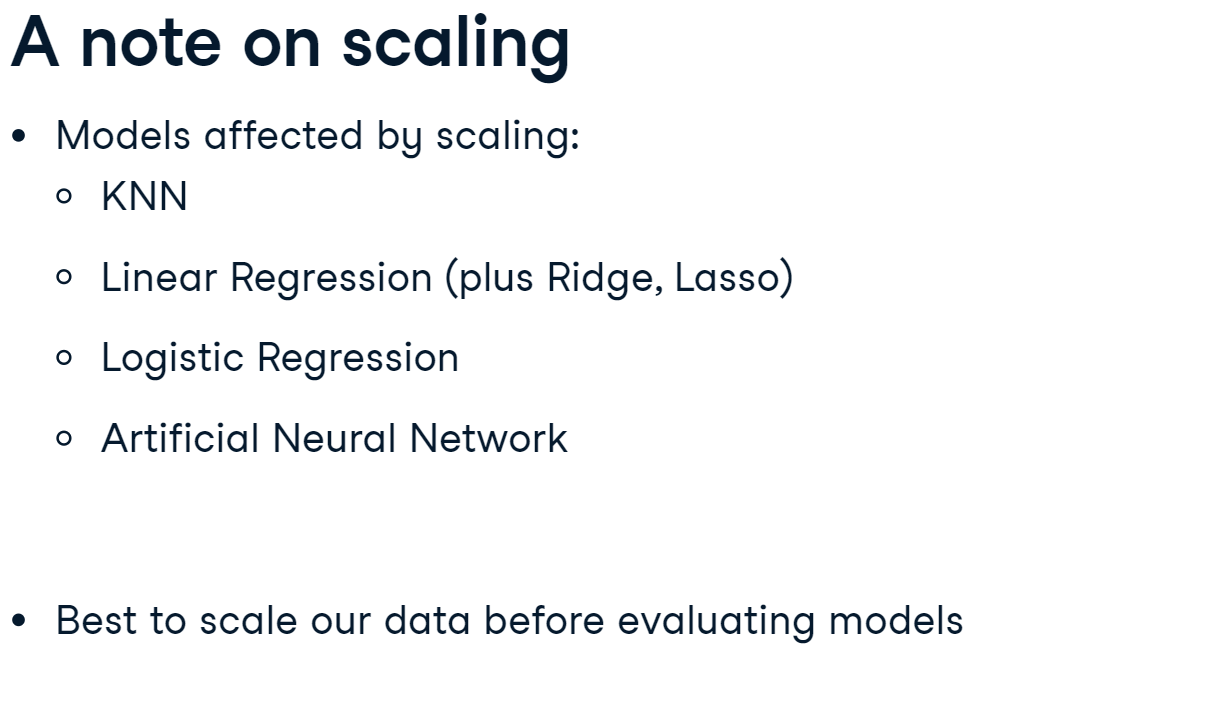 A note on scaling
• Models affected by scaling:
○ KNN
○ Linear Regression (plus Ridge, Lasso)
○ Logistic Regression
○ Artificial Neural Network
• Best to scale our data before evaluating models